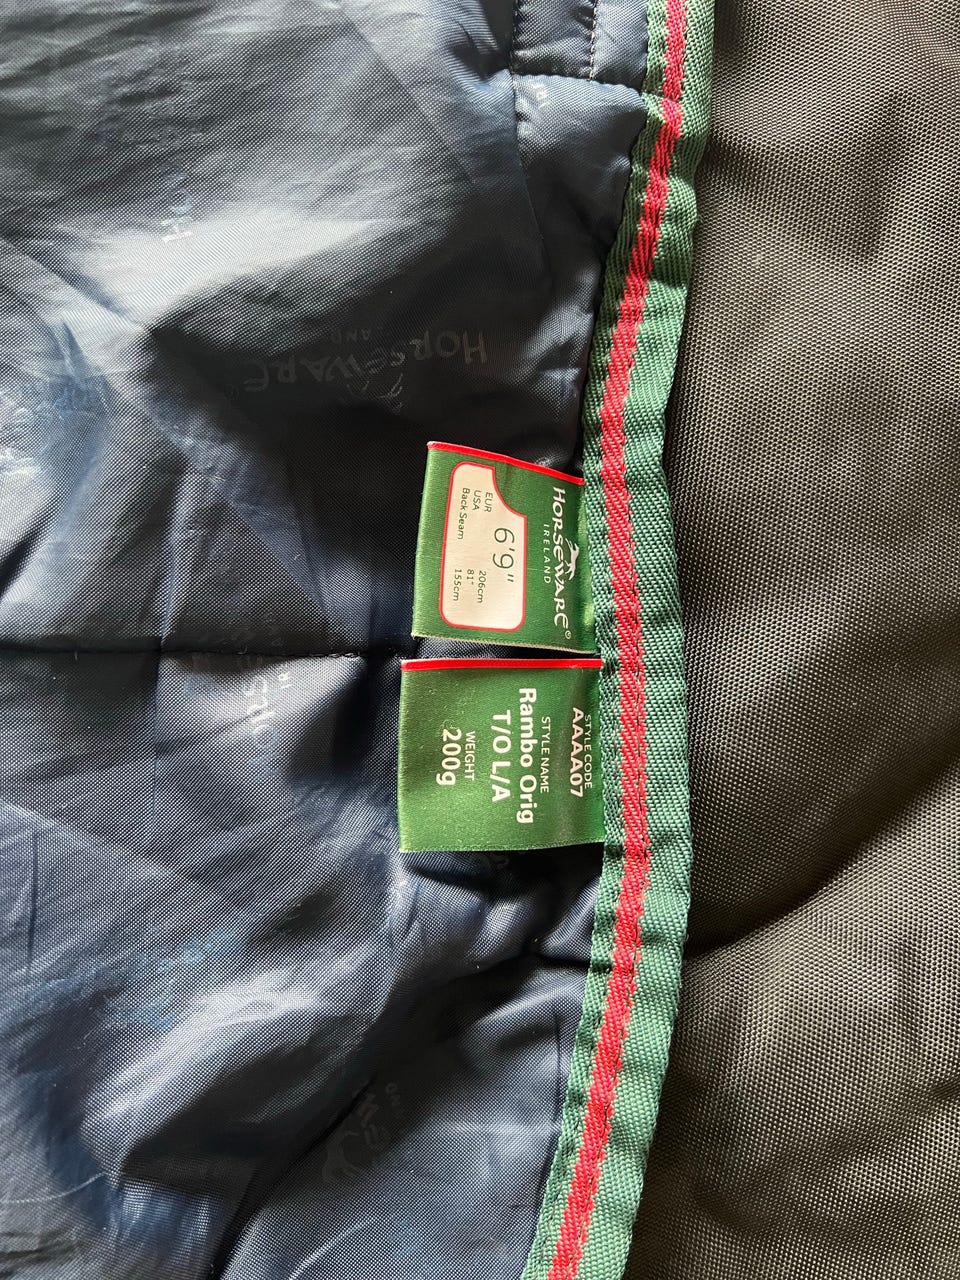 HORSEWARE®
IRELAND
6'9"
EUR 206cm
USA 81"
Back Seam 155cm
STYLE CODE
AAAA07
STYLE NAME
Rambo Orig
T/O L/A
WEIGHT
200g
HORSEWARE